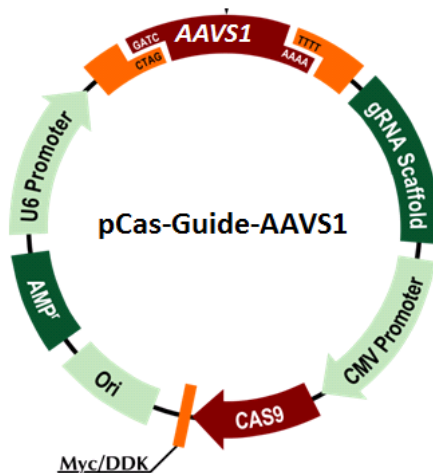 GATC
CTAG
AAVS1
TTTT
AAAA
gRNA Scaffold
CMV Promoter
CAS9
Myc/DDK
Ori
AMPr
U6 Promoter
pCas-Guide-AAVS1